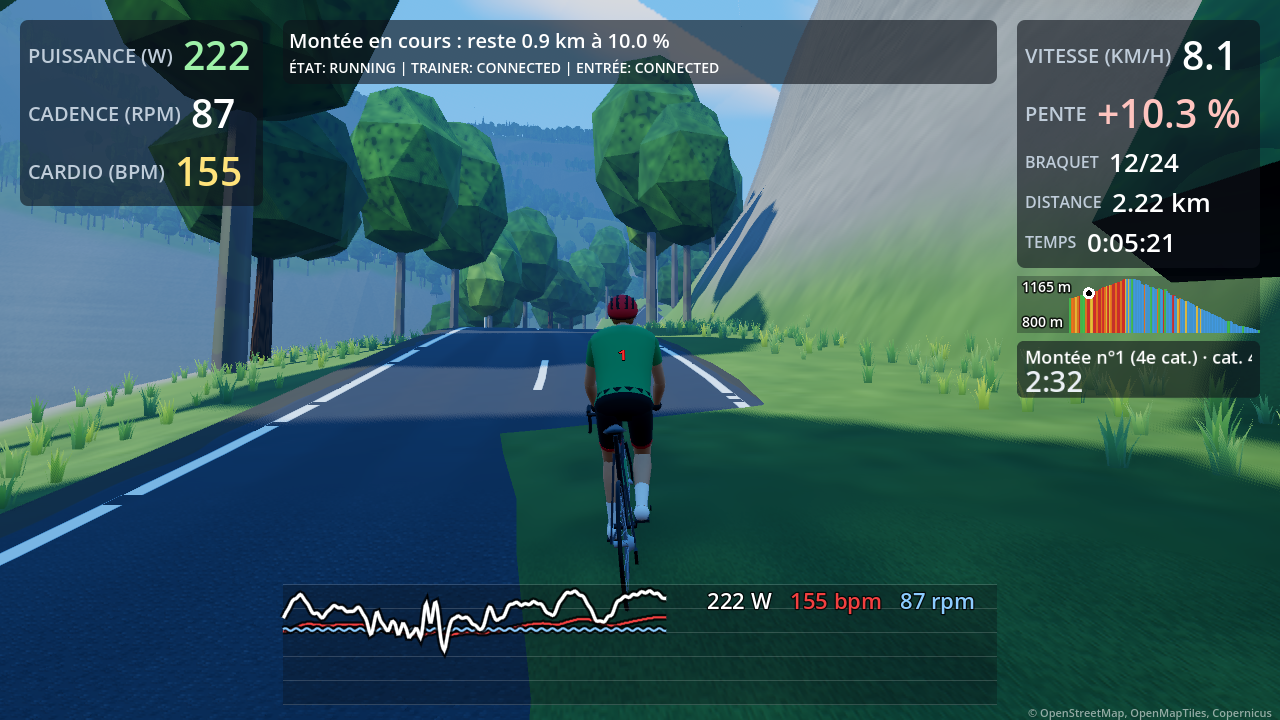 PUISSANCE (W) 222
CADENCE (RPM) 87
CARDIO (BPM) 155
Montée en cours : reste 0.9 km à 10.0 %
ÉTAT: RUNNING | TRAINER: CONNECTED | ENTRÉE: CONNECTED
VITESSE (KM/H) 8.1
PENTE +10.3 %
BRAQUET 12/24
DISTANCE 2.22 km
TEMPS 0:05:21
1165 m
800 m
Montée n°1 (4e cat.) · cat.
2:32
1
222 W 155 bpm 87 rpm
© OpenStreetMap, OpenMapTiles, Copernicus